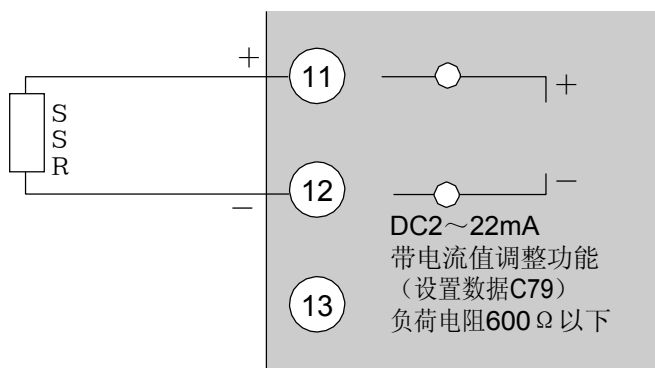 +
11
+
S
S
R
12
−
−
DC2～22mA
带电流值调整功能
（设置数据C79）
13
负荷电阻600Ω以下